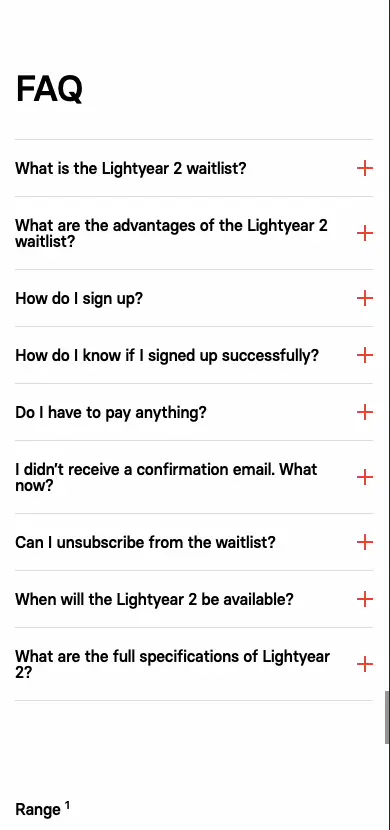 FAQ
What is the Lightyear 2 waitlist?
What are the advantages of the Lightyear 2
waitlist?
How do I sign up?
How do I know if I signed up successfully?
Do I have to pay anything?
I didn’t receive a confirmation email. What
now?
Can I unsubscribe from the waitlist?
When will the Lightyear 2 be available?
What are the full specifications of Lightyear
2?
Range ¹